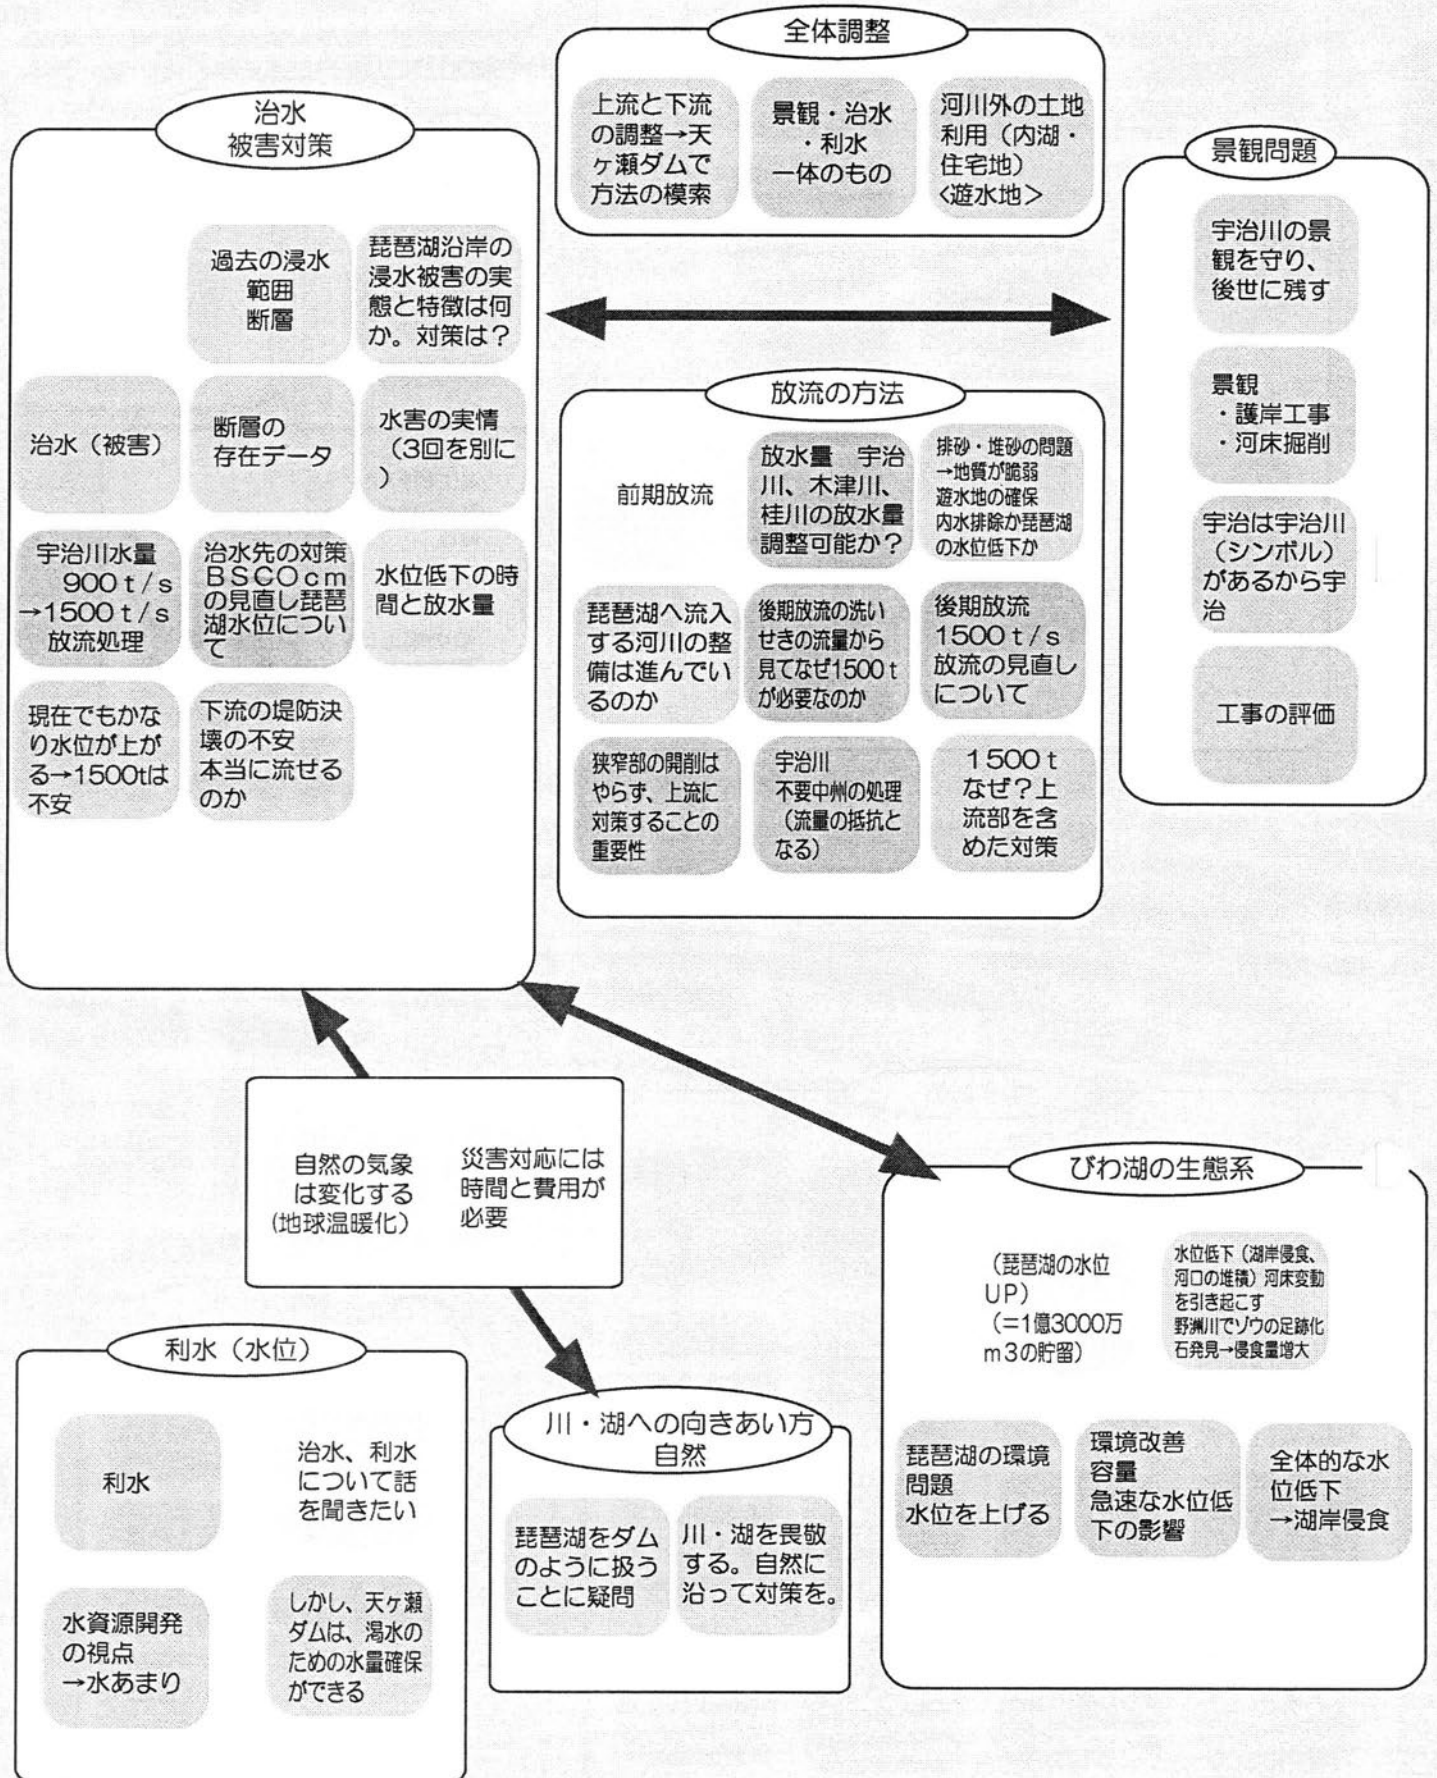 全体調整
上流と下流
の調整→天
ヶ瀬ダムで
方法の模索
景観・治水
・利水
一体のもの
河川外の土地
利用（内湖・
住宅地）
<遊水地＞
治水
被害対策
過去の浸水
範囲
断層
琵琶湖沿岸の
浸水被害の実
態と特徴は何
か。対策は？
治水（被害）
断層の
存在データ
水害の実情
（3回を別に
）
宇治川水量
900ｔ/s
→1500ｔ/s
放流処理
治水先の対策
ＢＳＣＯｃｍ
の見直し琵琶
湖水位につい
て
水位低下の時
間と放水量
現在でもかな
り水位が上が
る→1500tは
不安
下流の堤防決
壊の不安
本当に流せる
のか
景観問題
宇治川の景
観を守り、
後世に残す
景観
・護岸工事
・河床掘削
宇治は宇治川
（シンボル）
があるから宇
治
工事の評価
放流の方法
前期放流
放水量　宇治
川、木津川、
桂川の放水量
調整可能か？
排砂・堆砂の問題
→地質が脆弱
遊水地の確保
内水排除か琵琶湖
の水位低下か
琵琶湖へ流入
する河川の整
備は進んでい
るのか
後期放流の洗い
せきの流量から
見てなぜ1500ｔ
が必要なのか
後期放流
1500ｔ/s
放流の見直し
について
狭窄部の開削は
やらず、上流に
対策することの
重要性
宇治川
不要中州の処理
（流量の抵抗と
なる）
1500ｔ
なぜ？上
流部を含
めた対策
自然の気象
は変化する
(地球温暖化）
災害対応には
時間と費用が
必要
びわ湖の生態系
（琵琶湖の水位
UP）
（＝1億3000万
ｍ3の貯留）
水位低下（湖岸侵食、
河口の堆積）河床変動
を引き起こす
野洲川でゾウの足跡化
石発見→侵食量増大
琵琶湖の環境
問題
水位を上げる
環境改善
容量
急速な水位低
下の影響
全体的な水
位低下
→湖岸侵食
利水（水位）
利水
治水、利水
について話
を聞きたい
水資源開発
の視点
→水あまり
しかし、天ヶ瀬
ダムは、渇水の
ための水量確保
ができる
川・湖への向きあい方
自然
琵琶湖をダム
のように扱う
ことに疑問
川・湖を畏敬
する。自然に
沿って対策を。